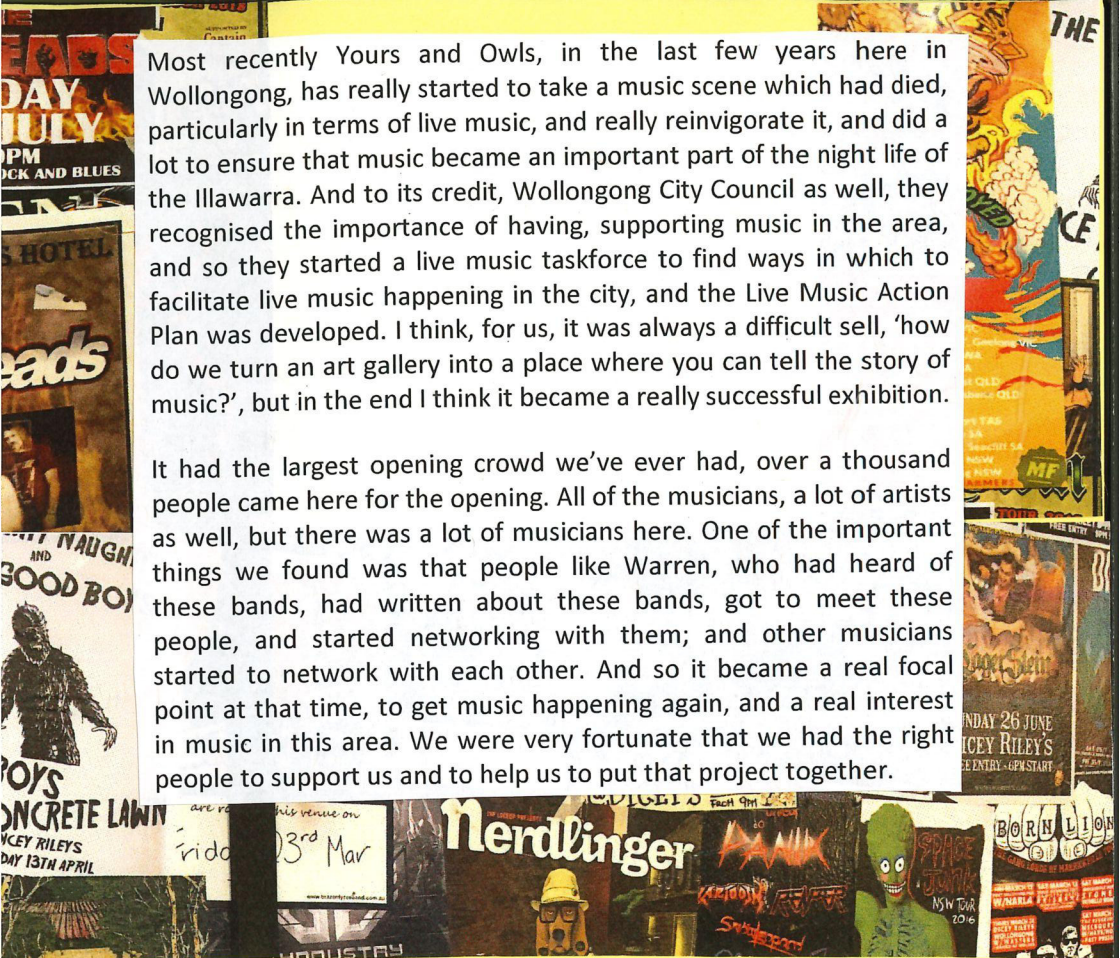 Most recently Yours and Owls, in the last few years here in
Wollongong, has really started to take a music scene which had died,
particularly in terms of live music, and really reinvigorate it, and did a
lot to ensure that music became an important part of the night life of
the Illawarra. And to its credit, Wollongong City Council as well, they
recognised the importance of having, supporting music in the area,
and so they started a live music taskforce to find ways in which to
facilitate live music happening in the city, and the Live Music Action
Plan was developed. I think, for us, it was always a difficult sell, ‘how
do we turn an art gallery into a place where you can tell the story of
music?’, but in the end I think it became a really successful exhibition.
It had the largest opening crowd we’ve ever had, over a thousand
people came here for the opening. All of the musicians, a lot of artists
as well, but there was a lot of musicians here. One of the important
things we found was that people like Warren, who had heard of
these bands, had written about these bands, got to meet these
people, and started networking with them; and other musicians
started to network with each other. And so it became a real focal
point at that time, to get music happening again, and a real interest
in music in this area. We were very fortunate that we had the right
people to support us and to help us to put that project together.
EADS
DAY
JULY
OCK AND BLUES
S HOTEL
eads
AND
GOOD BOY
OYS
ONCRETE LAWN
ICEY RILEYS
DAY 13TH APRIL
THE
MF
FREE ENTRY
NDAY 26 JUNE
ICEY RILEY'S
EE ENTRY - 6PM START
his venue on
3rd Mar
Nerdlinger
PANIK
SPACE
JUNK
NSW TOUR
2016
BORN LION